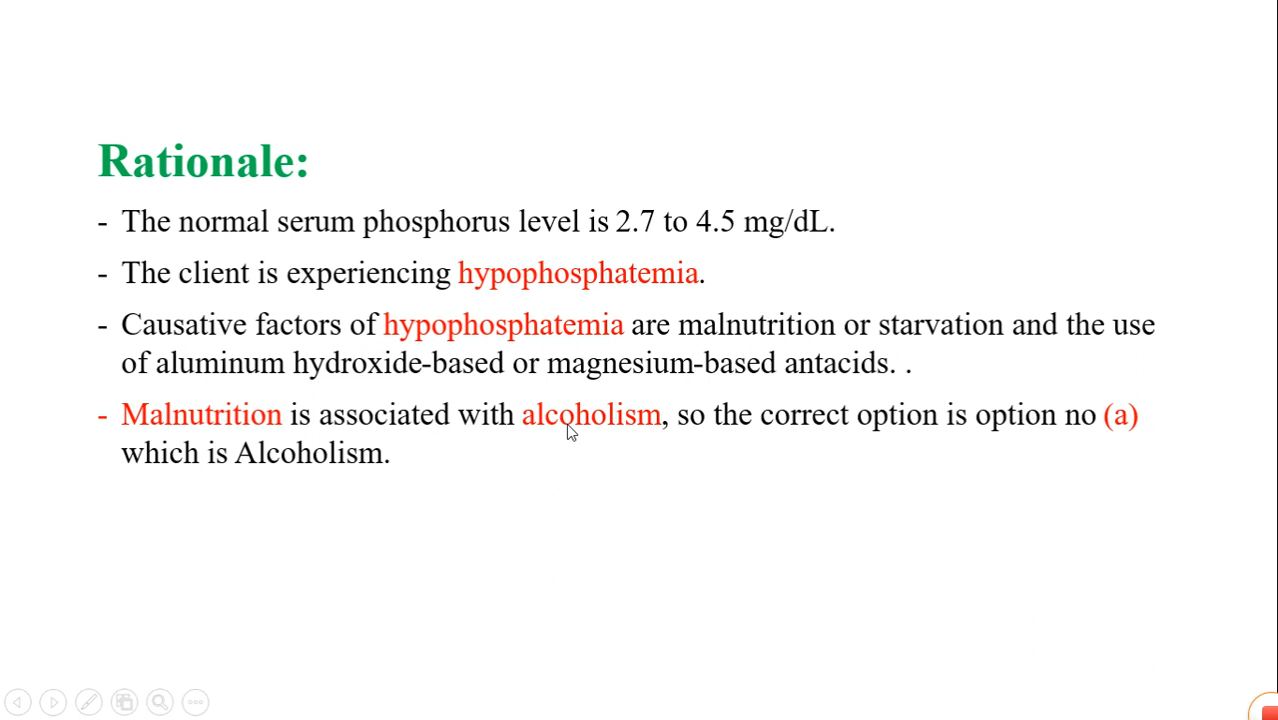 Rationale:
- The normal serum phosphorus level is 2.7 to 4.5 mg/dL.
- The client is experiencing hypophosphatemia.
- Causative factors of hypophosphatemia are malnutrition or starvation and the use
of aluminum hydroxide-based or magnesium-based antacids. .
- Malnutrition is associated with alcoholism, so the correct option is option no (a)
which is Alcoholism.